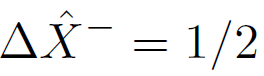 ΔX̂⁻ = 1/2